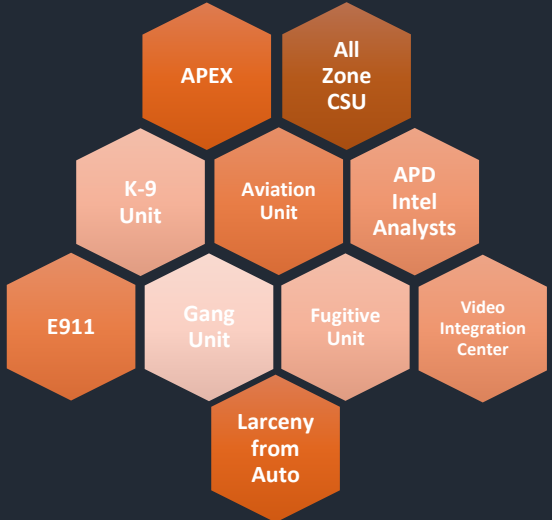 APEX
All
Zone
CSU
K-9
Unit
Aviation
Unit
APD
Intel
Analysts
E911
Gang
Unit
Fugitive
Unit
Video
Integration
Center
Larceny
from
Auto